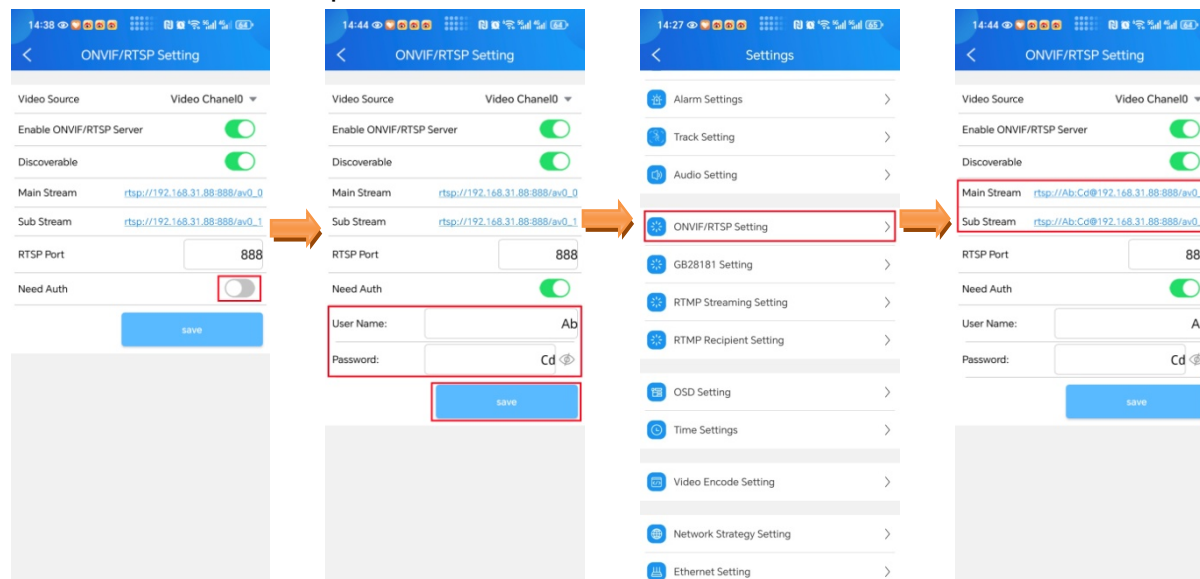 14:38
64
ONVIF/RTSP Setting
Video Source
Video Chanel0
Enable ONVIF/RTSP Server
Discoverable
Main Stream
rtsp://192.168.31.88:888/av0_0
Sub Stream
rtsp://192.168.31.88:888/av0_1
RTSP Port
888
Need Auth
save
14:44
64
ONVIF/RTSP Setting
Video Source
Video Chanel0
Enable ONVIF/RTSP Server
Discoverable
Main Stream
rtsp://192.168.31.88:888/av0_0
Sub Stream
rtsp://192.168.31.88:888/av0_1
RTSP Port
888
Need Auth
User Name:
Ab
Password:
Cd
save
14:27
65
Settings
Alarm Settings
Track Setting
Audio Setting
ONVIF/RTSP Setting
GB28181 Setting
RTMP Streaming Setting
RTMP Recipient Setting
OSD Setting
Time Settings
Video Encode Setting
Network Strategy Setting
Ethernet Setting
14:44
64
ONVIF/RTSP Setting
Video Source
Video Chanel0
Enable ONVIF/RTSP Server
Discoverable
Main Stream
rtsp://Ab:Cd@192.168.31.88:888/av0_
Sub Stream
rtsp://Ab:Cd@192.168.31.88:888/av0_
RTSP Port
88
Need Auth
User Name:
A
Password:
Cd
save